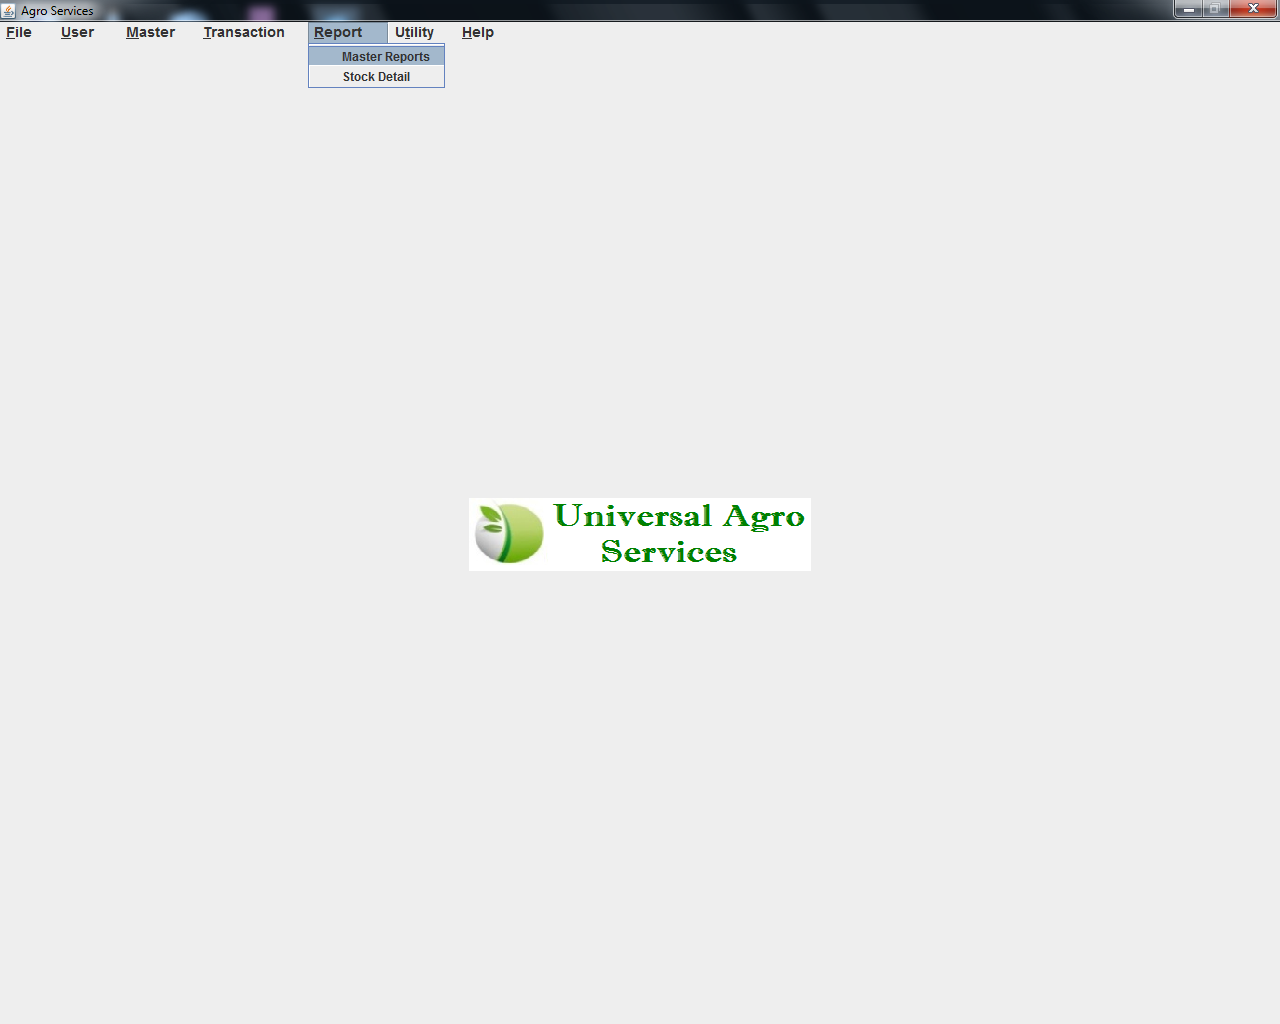 Agro Services
File User Master Transaction Report Utility Help
Master Reports
Stock Detail
Universal Agro
Services